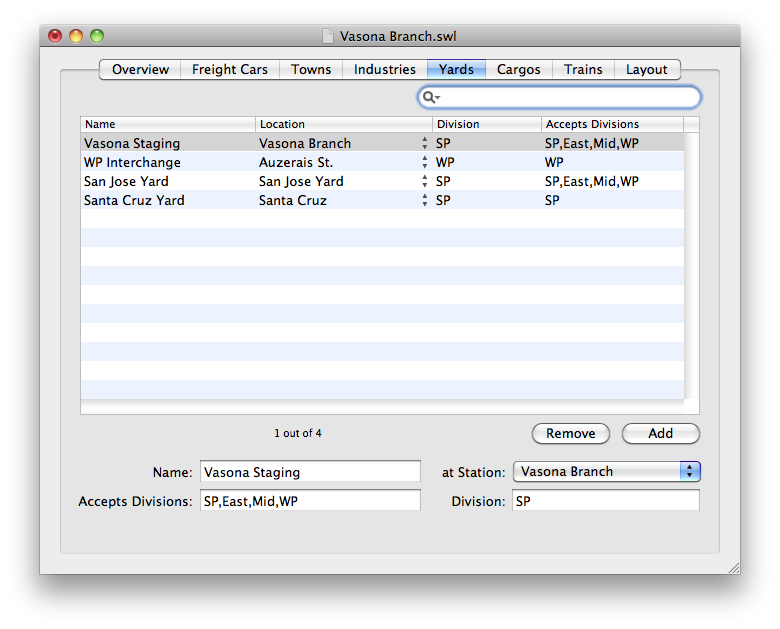 Vasona Branch.swl
Overview Freight Cars Towns Industries Yards Cargos Trains Layout
Name Location Division Accepts Divisions
Vasona Staging Vasona Branch SP SP,East,Mid,WP
WP Interchange Auzerais St. WP WP
San Jose Yard San Jose Yard SP SP,East,Mid,WP
Santa Cruz Yard Santa Cruz SP SP
1 out of 4 Remove Add
Name: Vasona Staging at Station: Vasona Branch
Accepts Divisions: SP,East,Mid,WP Division: SP